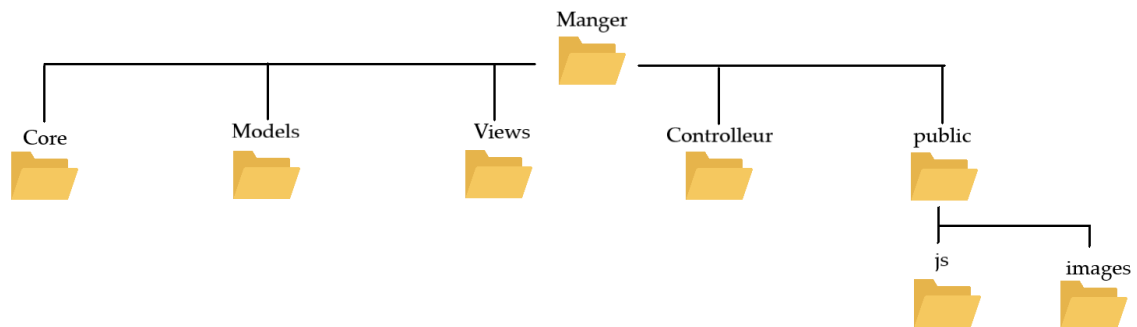 Manger
Core
Models
Views
Controlleur
public
js
images